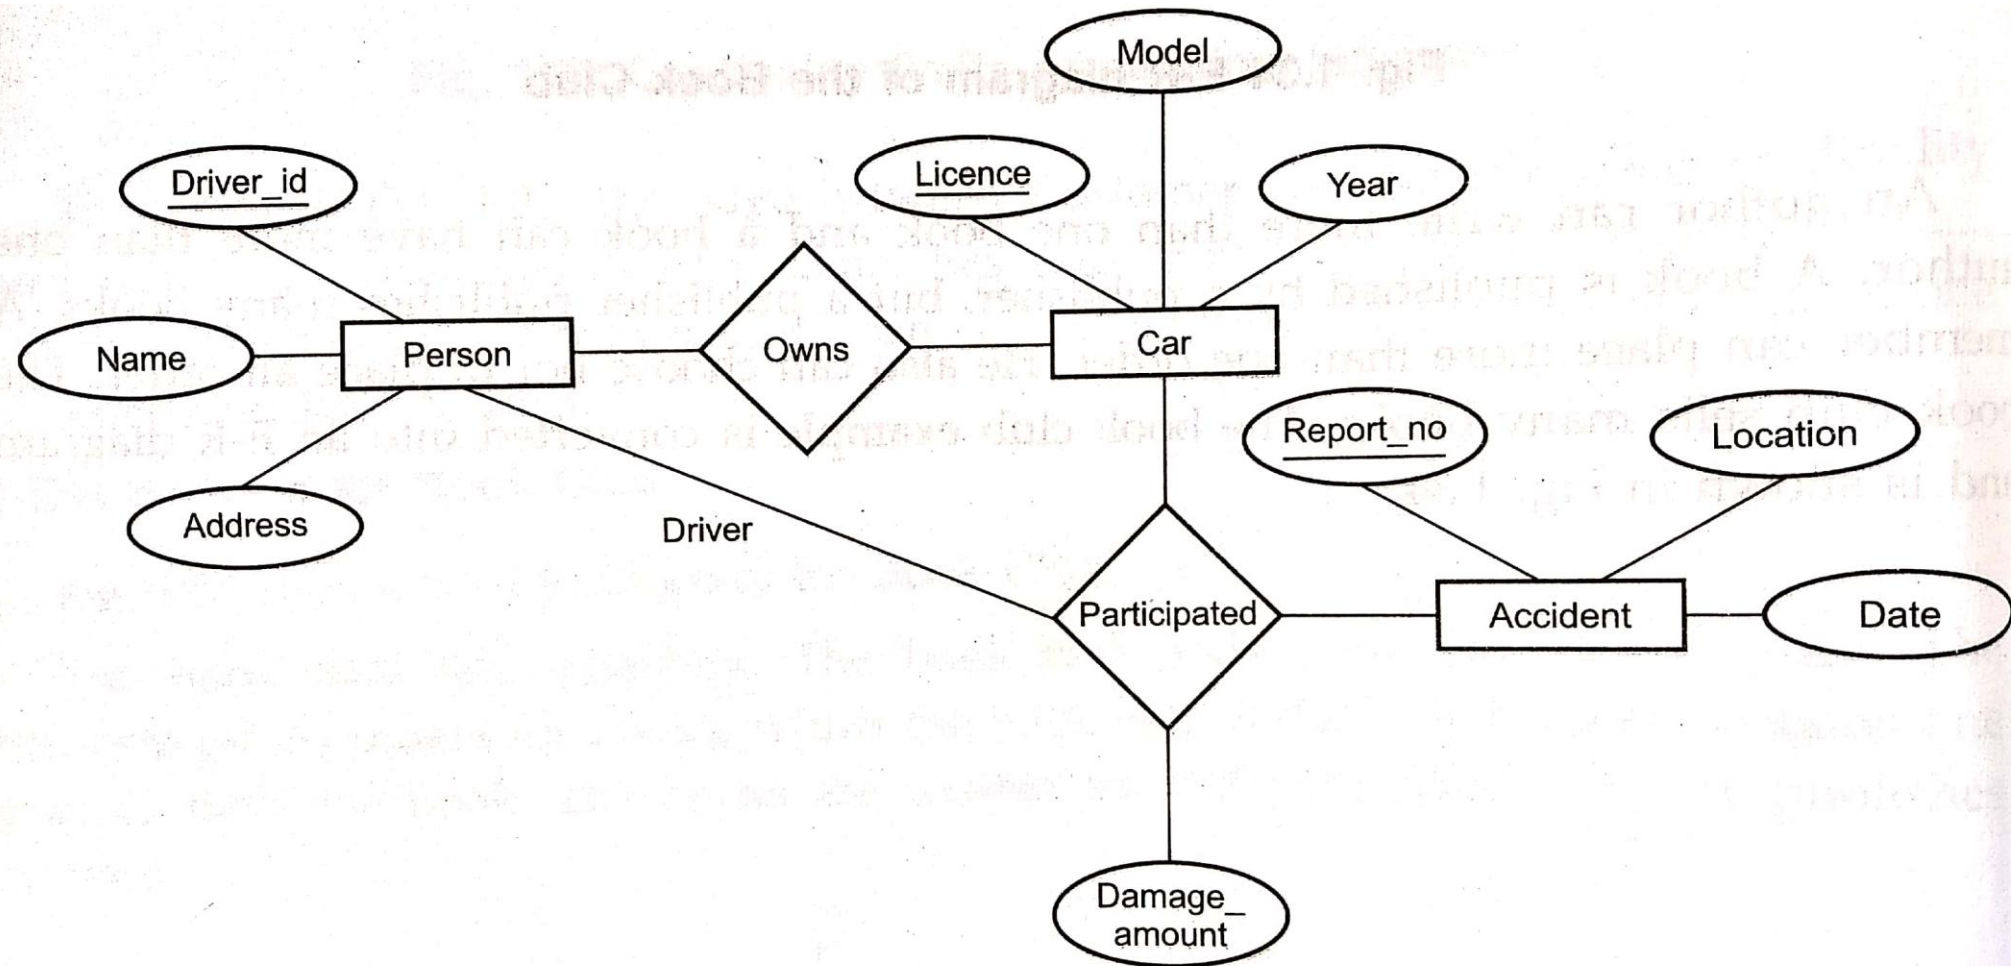 Model
Driver_id
Licence
Year
Name
Person
Owns
Car
Report_no
Location
Address
Driver
Participated
Accident
Date
Damage_
amount